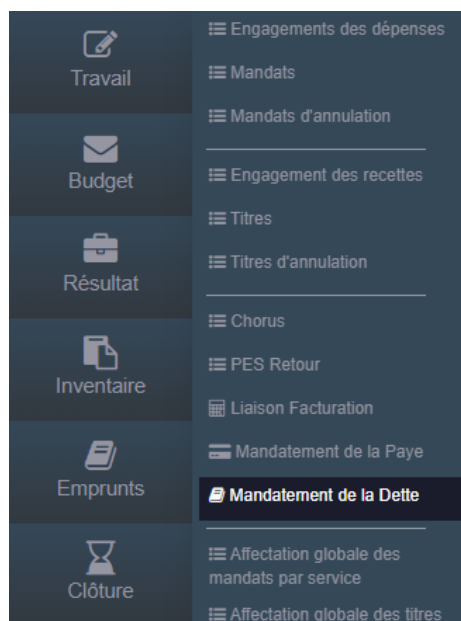 Travail
Budget
Résultat
Inventaire
Emprunts
Clôture
Engagements des dépenses
Mandats
Mandats d'annulation
Engagement des recettes
Titres
Titres d'annulation
Chorus
PES Retour
Liaison Facturation
Mandatement de la Paye
Mandatement de la Dette
Affectation globale des
mandats par service
Affectation globale des titres